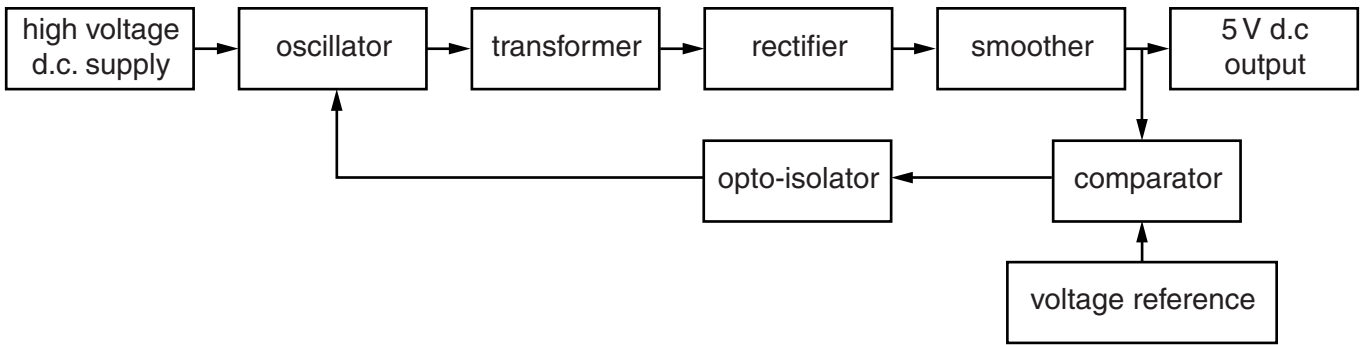 high voltage
d.c. supply
oscillator
transformer
rectifier
smoother
5 V d.c
output
opto-isolator
comparator
voltage reference